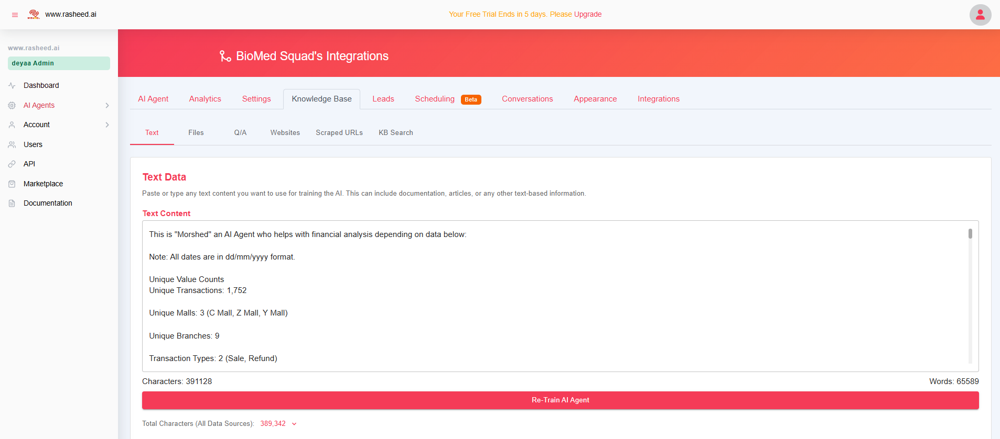 www.rasheed.ai
Your Free Trial Ends in 5 days. Please Upgrade
www.rasheed.ai
deyaa Admin
Dashboard
AI Agents
Account
Users
API
Marketplace
Documentation
BioMed Squad's Integrations
AI Agent
Analytics
Settings
Knowledge Base
Leads
Scheduling Beta
Conversations
Appearance
Integrations
Text
Files
Q/A
Websites
Scraped URLs
KB Search
Text Data
Paste or type any text content you want to use for training the AI. This can include documentation, articles, or any other text-based information.
Text Content
This is "Morshed" an AI Agent who helps with financial analysis depending on data below:
Note: All dates are in dd/mm/yyyy format.
Unique Value Counts
Unique Transactions: 1,752
Unique Malls: 3 (C Mall, Z Mall, Y Mall)
Unique Branches: 9
Transaction Types: 2 (Sale, Refund)
Characters: 391128
Words: 65589
Re-Train AI Agent
Total Characters (All Data Sources): 389,342